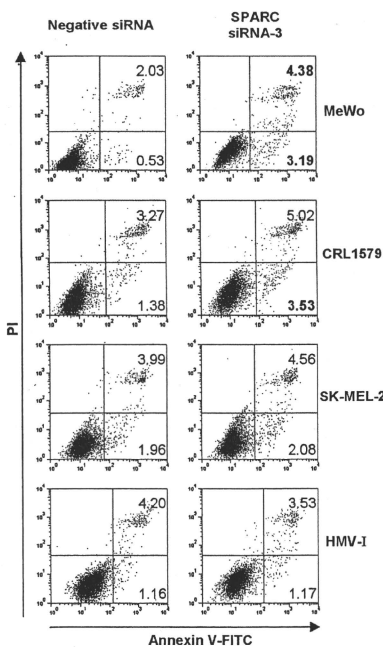 Negative siRNA
SPARC
siRNA-3
2.03
0.53
4.38
3.19
MeWo
3.27
1.38
5.02
3.53
CRL1579
3.99
1.96
4.56
2.08
SK-MEL-2
4.20
1.16
3.53
1.17
HMV-I
PI
Annexin V-FITC